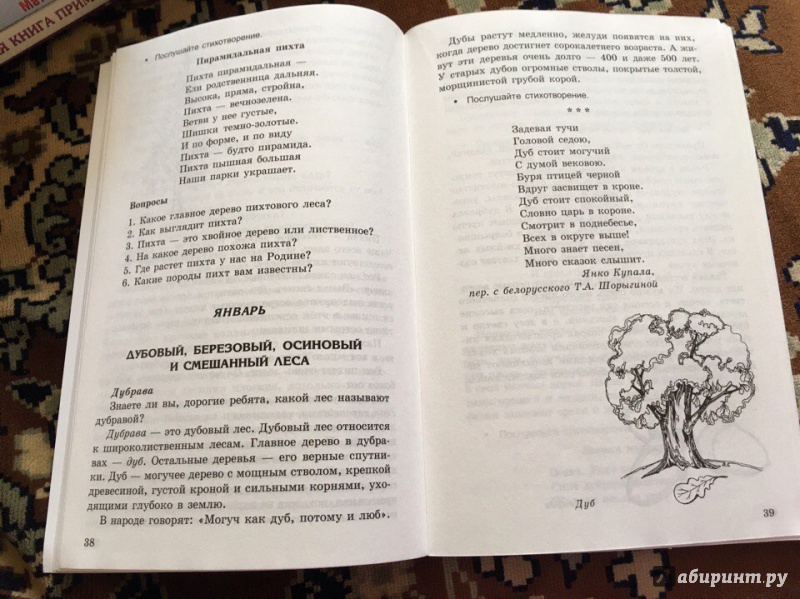 Я КНИГА ПРИМ
• Послушайте стихотворение.
Пирамидальная пихта
Пихта пирамидальная —
Ели родственница дальняя.
Высока, пряма, стройна,
Пихта — вечнозелена.
Ветви у нее густые,
Шишки темно-золотые.
И по форме, и по виду
Пихта — будто пирамида.
Пихта пышная большая
Наши парки украшает.
Вопросы
1. Какое главное дерево пихтового леса?
2. Как выглядит пихта?
3. Пихта — это хвойное дерево или лиственное?
4. На какое дерево похожа пихта?
5. Где растет пихта у нас на Родине?
6. Какие породы пихт вам известны?
ЯНВАРЬ
ДУБОВЫЙ, БЕРЕЗОВЫЙ, ОСИНОВЫЙ
И СМЕШАННЫЙ ЛЕСА
Дубрава
Знаете ли вы, дорогие ребята, какой лес называют
дубравой?
Дубрава — это дубовый лес. Дубовый лес относится
к широколиственным лесам. Главное дерево в дубра-
вах — дуб. Остальные деревья — его верные спутни-
ки. Дуб — могучее дерево с мощным стволом, крепкой
древесиной, густой кроной и сильными корнями, ухо-
дящими глубоко в землю.
В народе говорят: «Могуч как дуб, потому и люб».
38
Дубы растут медленно, желуди появятся на них,
когда дерево достигнет сорокалетнего возраста. А жи-
вут эти деревья очень долго — 400 и даже 500 лет.
У старых дубов огромные стволы, покрытые толстой,
морщинистой грубой корой.
• Послушайте стихотворение.
* * *
Задевая тучи
Головой седою,
Дуб стоит могучий
С думой вековою.
Буря птицей черной
Вдруг засвищет в кроне.
Дуб стоит спокойный,
Словно царь в короне.
Смотрит в поднебесье,
Всех в округе выше!
Много знает песен,
Много сказок слышит.
Янко Купала,
пер. с белорусского Т.А. Шорыгиной
Дуб
39
лабиринт.ру